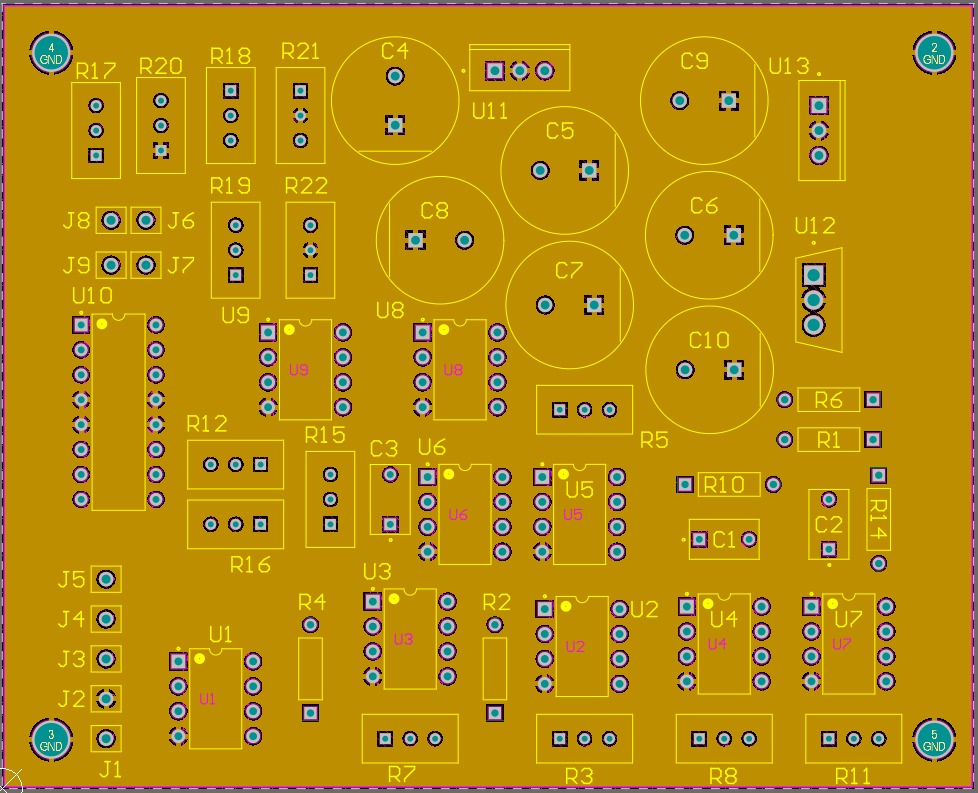 4
GND
2
GND
R17
R20
R18
R21
C4
U11
C9
U13
C5
R19
R22
C8
C6
U12
J8
J6
J9
J7
C7
U10
U9
U8
C10
U9
U8
R6
R5
R1
R12
R15
C3
U6
U5
U6
U5
R10
R14
C1
C2
R16
J5
U3
J4
R4
R2
U2
U4
U7
U3
U2
U4
U7
J3
U1
J2
U1
3
GND
5
GND
J1
R7
R3
R8
R11